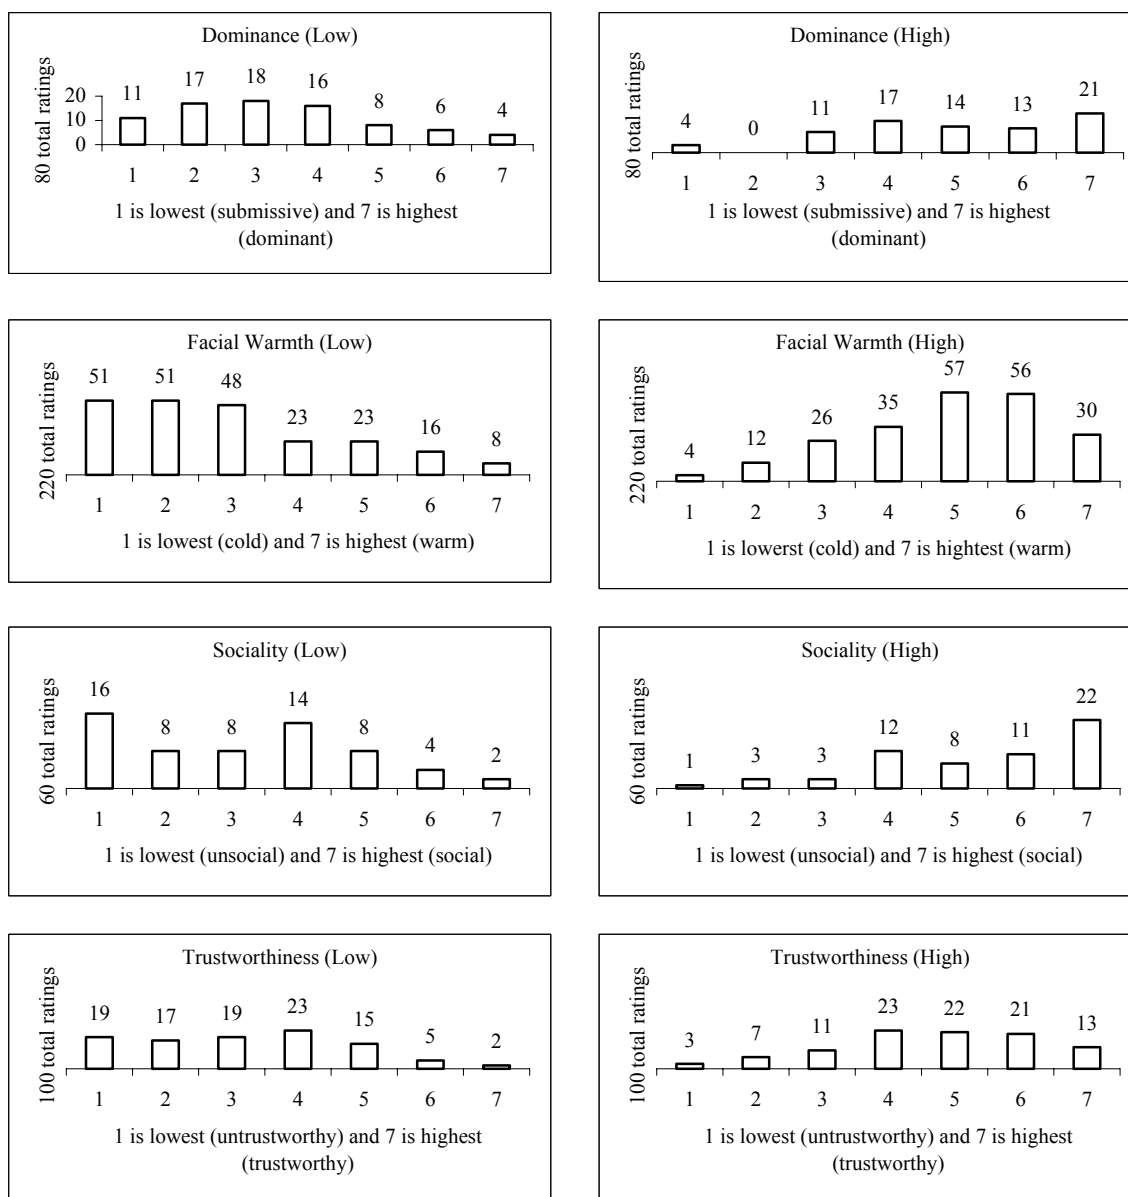 Dominance (Low)
80 total ratings
20
10
0
11 17 18 16 8 6 4
1 2 3 4 5 6 7
1 is lowest (submissive) and 7 is highest
(dominant)
Dominance (High)
80 total ratings
4 0 11 17 14 13 21
1 2 3 4 5 6 7
1 is lowest (submissive) and 7 is highest
(dominant)
Facial Warmth (Low)
220 total ratings
51 51 48 23 23 16 8
1 2 3 4 5 6 7
1 is lowest (cold) and 7 is highest (warm)
Facial Warmth (High)
220 total ratings
4 12 26 35 57 56 30
1 2 3 4 5 6 7
1 is lowerst (cold) and 7 is hightest (warm)
Sociality (Low)
60 total ratings
16 8 8 14 8 4 2
1 2 3 4 5 6 7
1 is lowest (unsocial) and 7 is highest (social)
Sociality (High)
60 total ratings
1 3 3 12 8 11 22
1 2 3 4 5 6 7
1 is lowest (unsocial) and 7 is highest (social)
Trustworthiness (Low)
100 total ratings
19 17 19 23 15 5 2
1 2 3 4 5 6 7
1 is lowest (untrustworthy) and 7 is highest
(trustworthy)
Trustworthiness (High)
100 total ratings
3 7 11 23 22 21 13
1 2 3 4 5 6 7
1 is lowest (untrustworthy) and 7 is highest
(trustworthy)